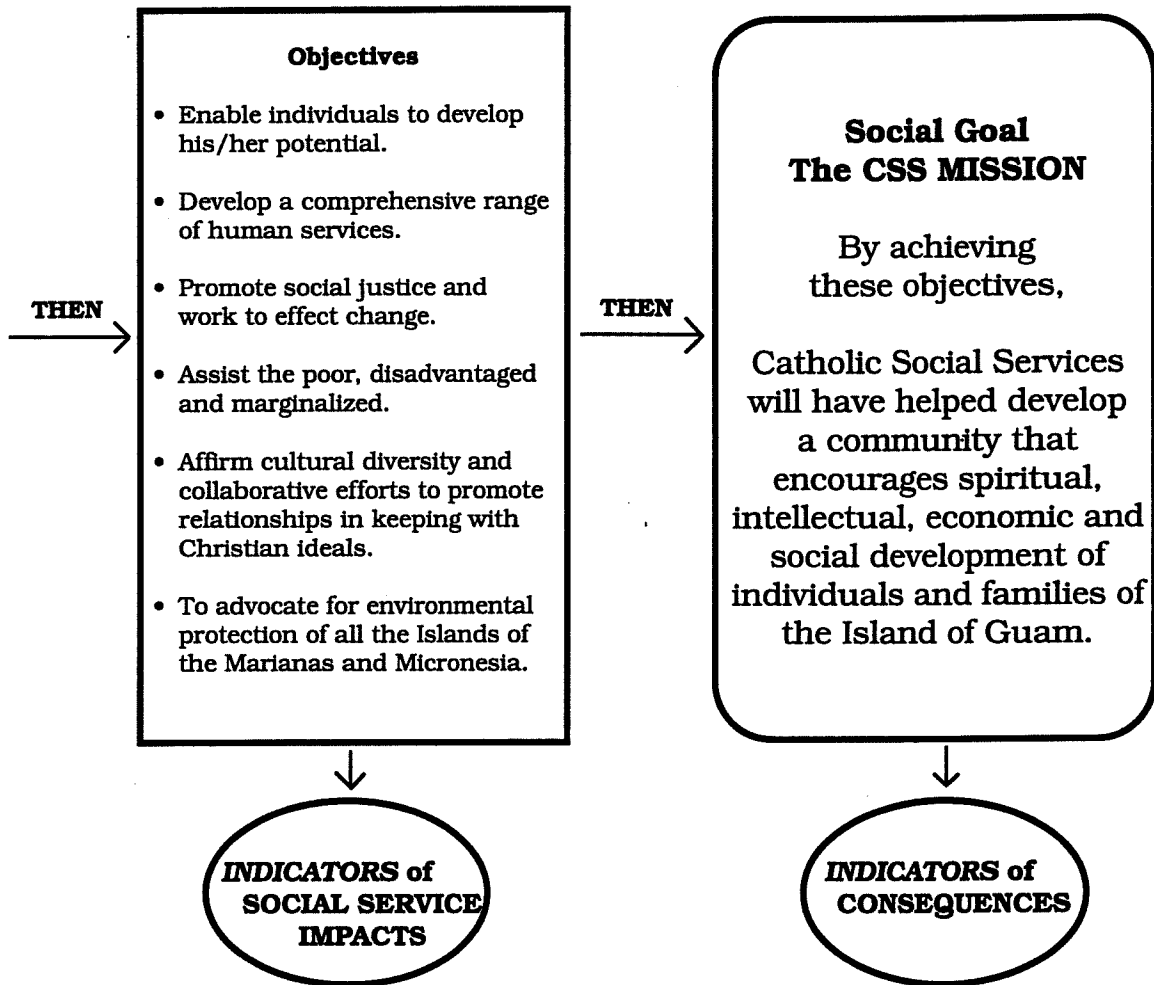 THEN
Objectives
• Enable individuals to develop
his/her potential.
• Develop a comprehensive range
of human services.
• Promote social justice and
work to effect change.
• Assist the poor, disadvantaged
and marginalized.
• Affirm cultural diversity and
collaborative efforts to promote
relationships in keeping with
Christian ideals.
• To advocate for environmental
protection of all the Islands of
the Marianas and Micronesia.
THEN
Social Goal
The CSS MISSION
By achieving
these objectives,
Catholic Social Services
will have helped develop
a community that
encourages spiritual,
intellectual, economic and
social development of
individuals and families of
the Island of Guam.
INDICATORS of
SOCIAL SERVICE
IMPACTS
INDICATORS of
CONSEQUENCES